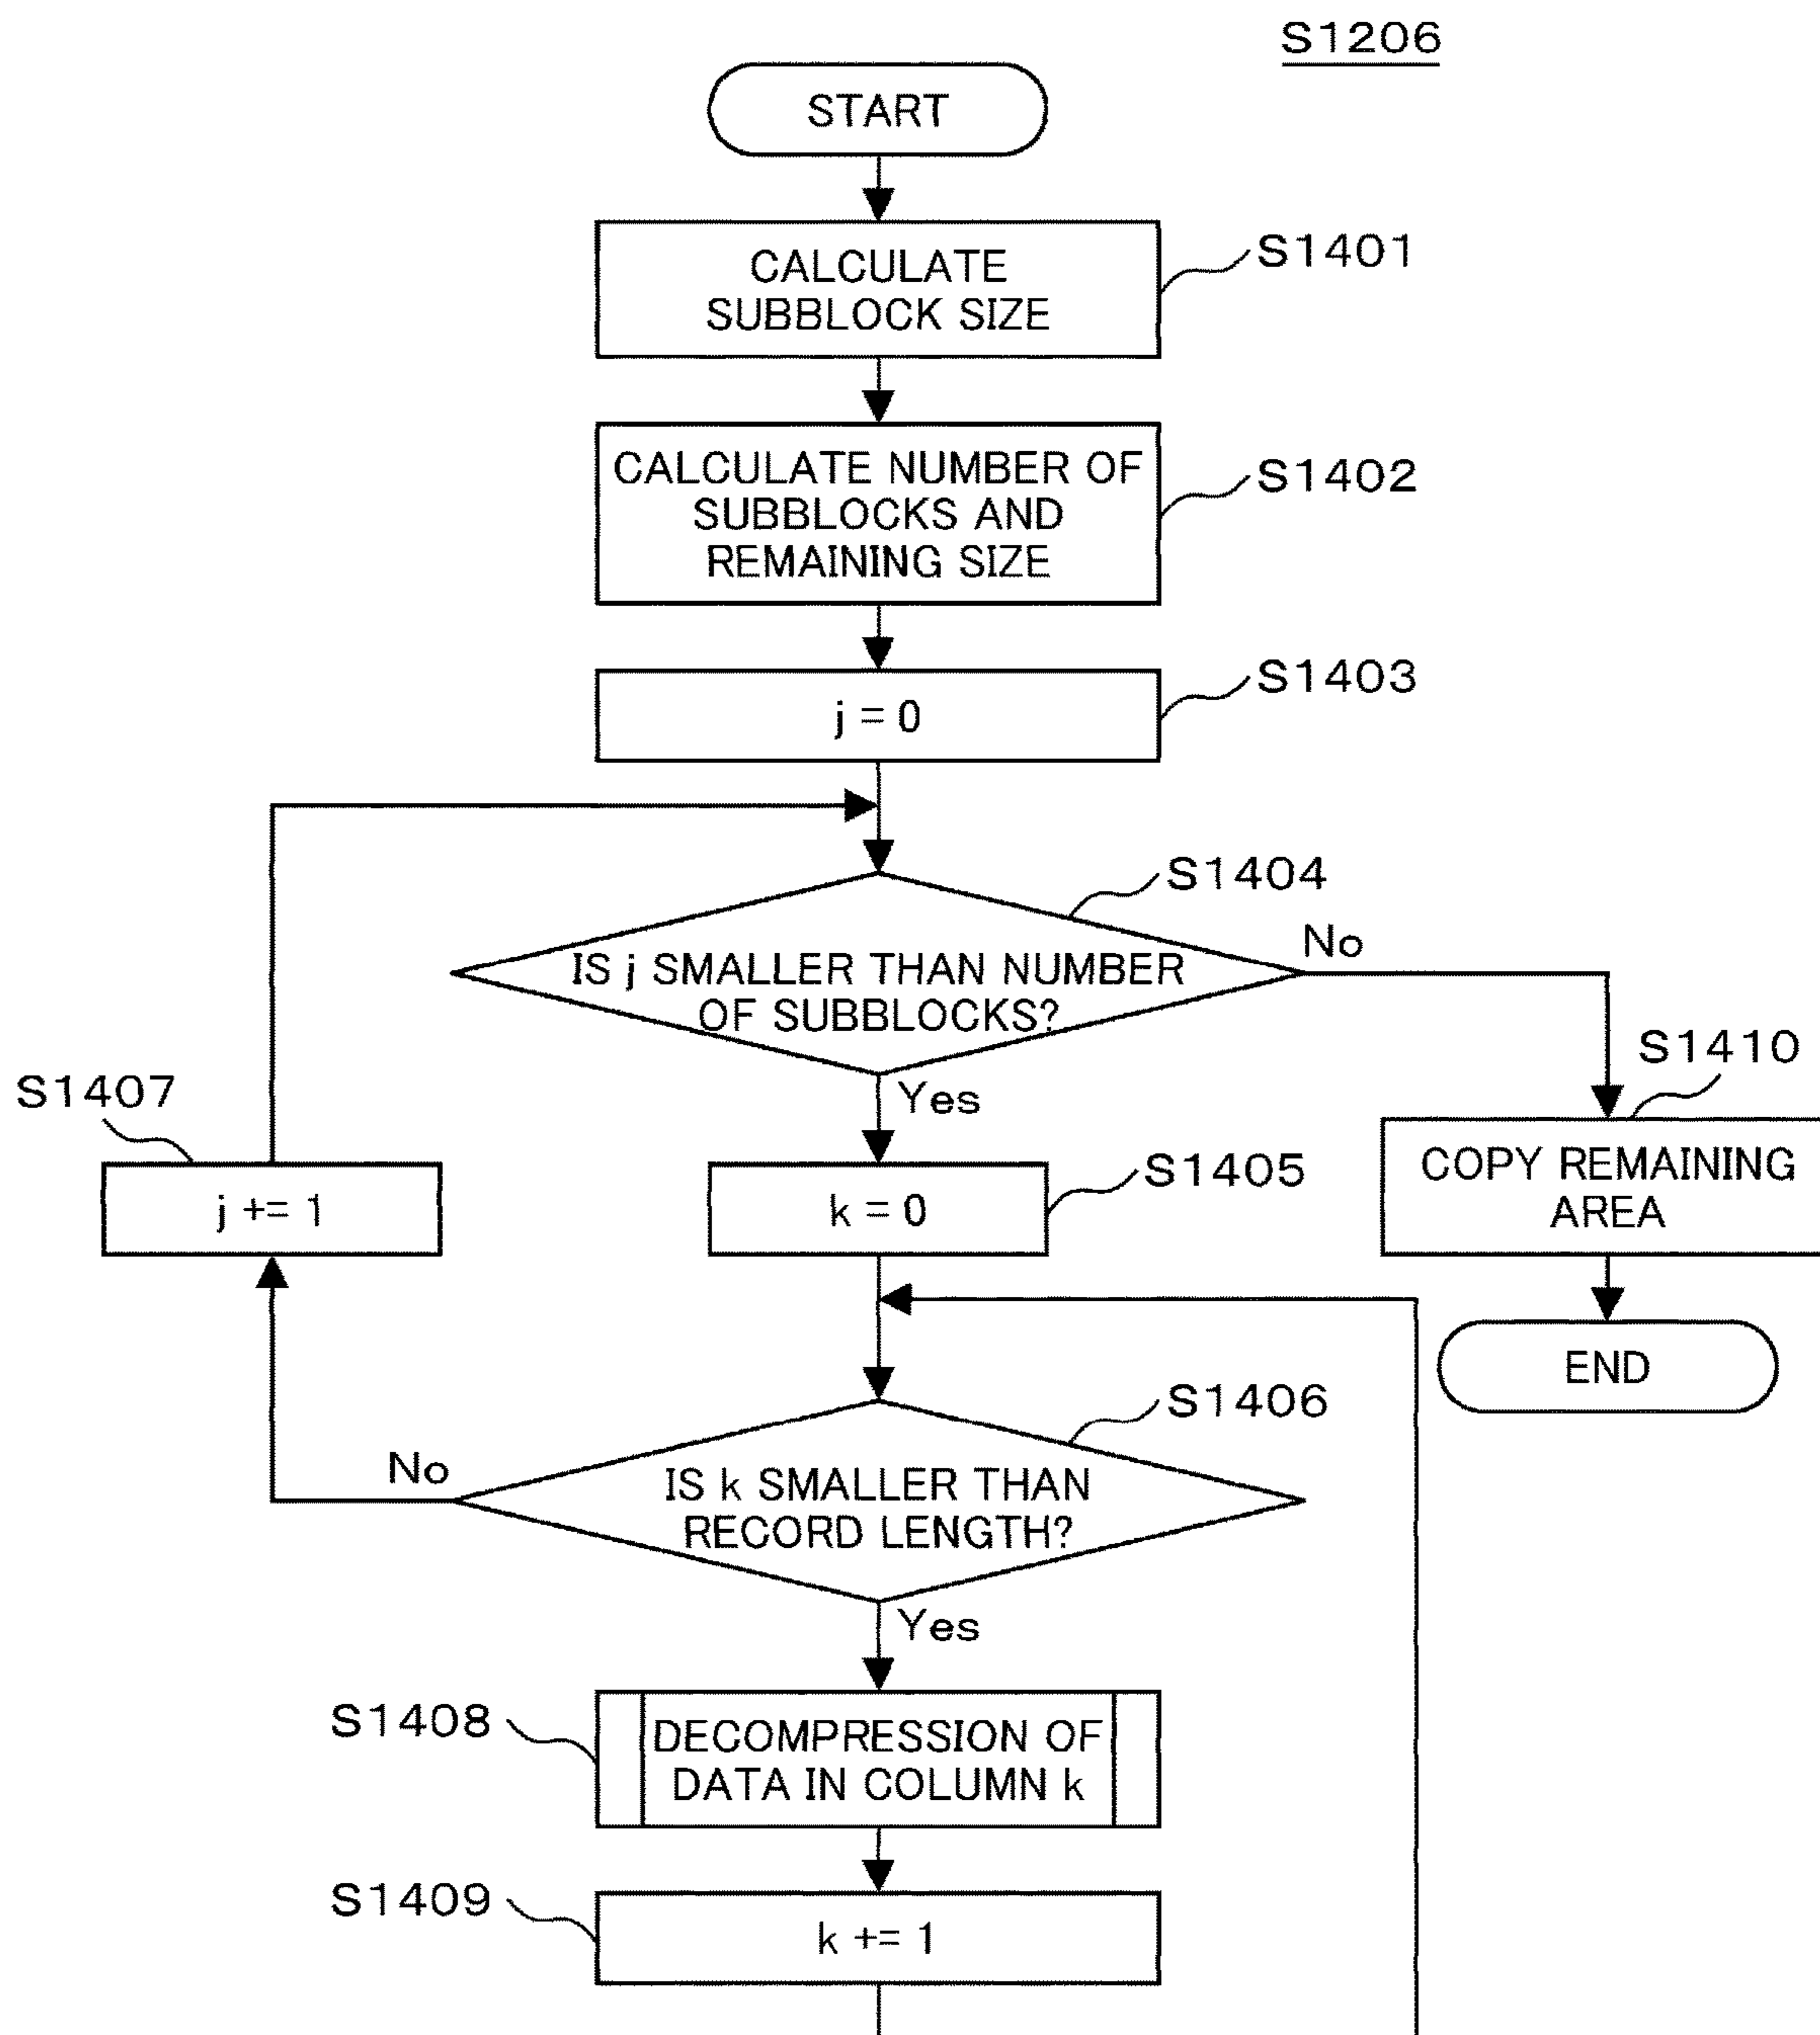 S1206
START
CALCULATE
SUBBLOCK SIZE
S1401
CALCULATE NUMBER OF
SUBBLOCKS AND
REMAINING SIZE
S1402
j = 0
S1403
S1404
IS j SMALLER THAN NUMBER
OF SUBBLOCKS?
No
Yes
S1410
COPY REMAINING
AREA
END
S1407
j += 1
k = 0
S1405
S1406
IS k SMALLER THAN
RECORD LENGTH?
No
Yes
S1408
DECOMPRESSION OF
DATA IN COLUMN k
S1409
k += 1